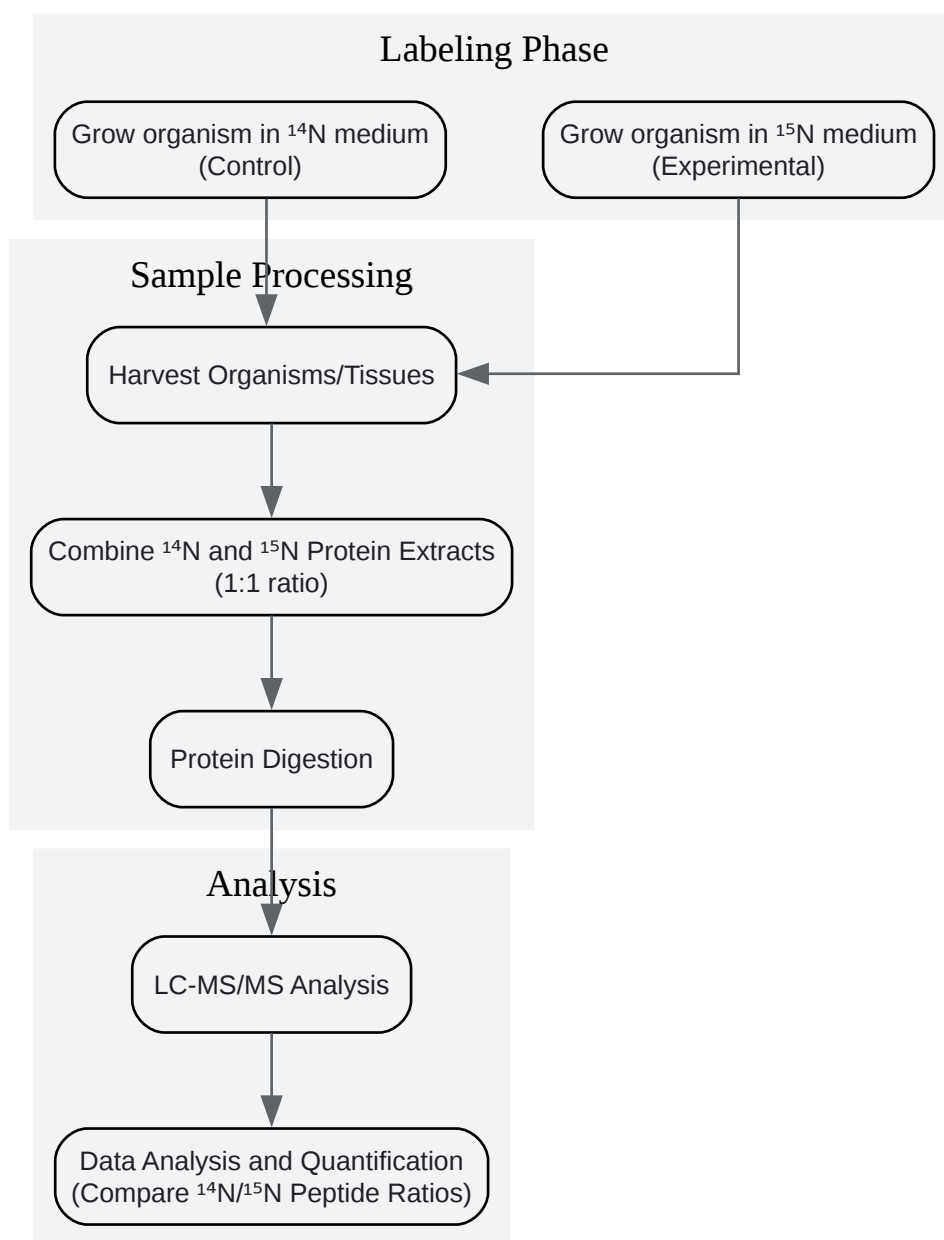 Labeling Phase
Grow organism in ¹⁴N medium
(Control)
Grow organism in ¹⁵N medium
(Experimental)
Sample Processing
Harvest Organisms/Tissues
Combine ¹⁴N and ¹⁵N Protein Extracts
(1:1 ratio)
Protein Digestion
Analysis
LC-MS/MS Analysis
Data Analysis and Quantification
(Compare ¹⁴N/¹⁵N Peptide Ratios)